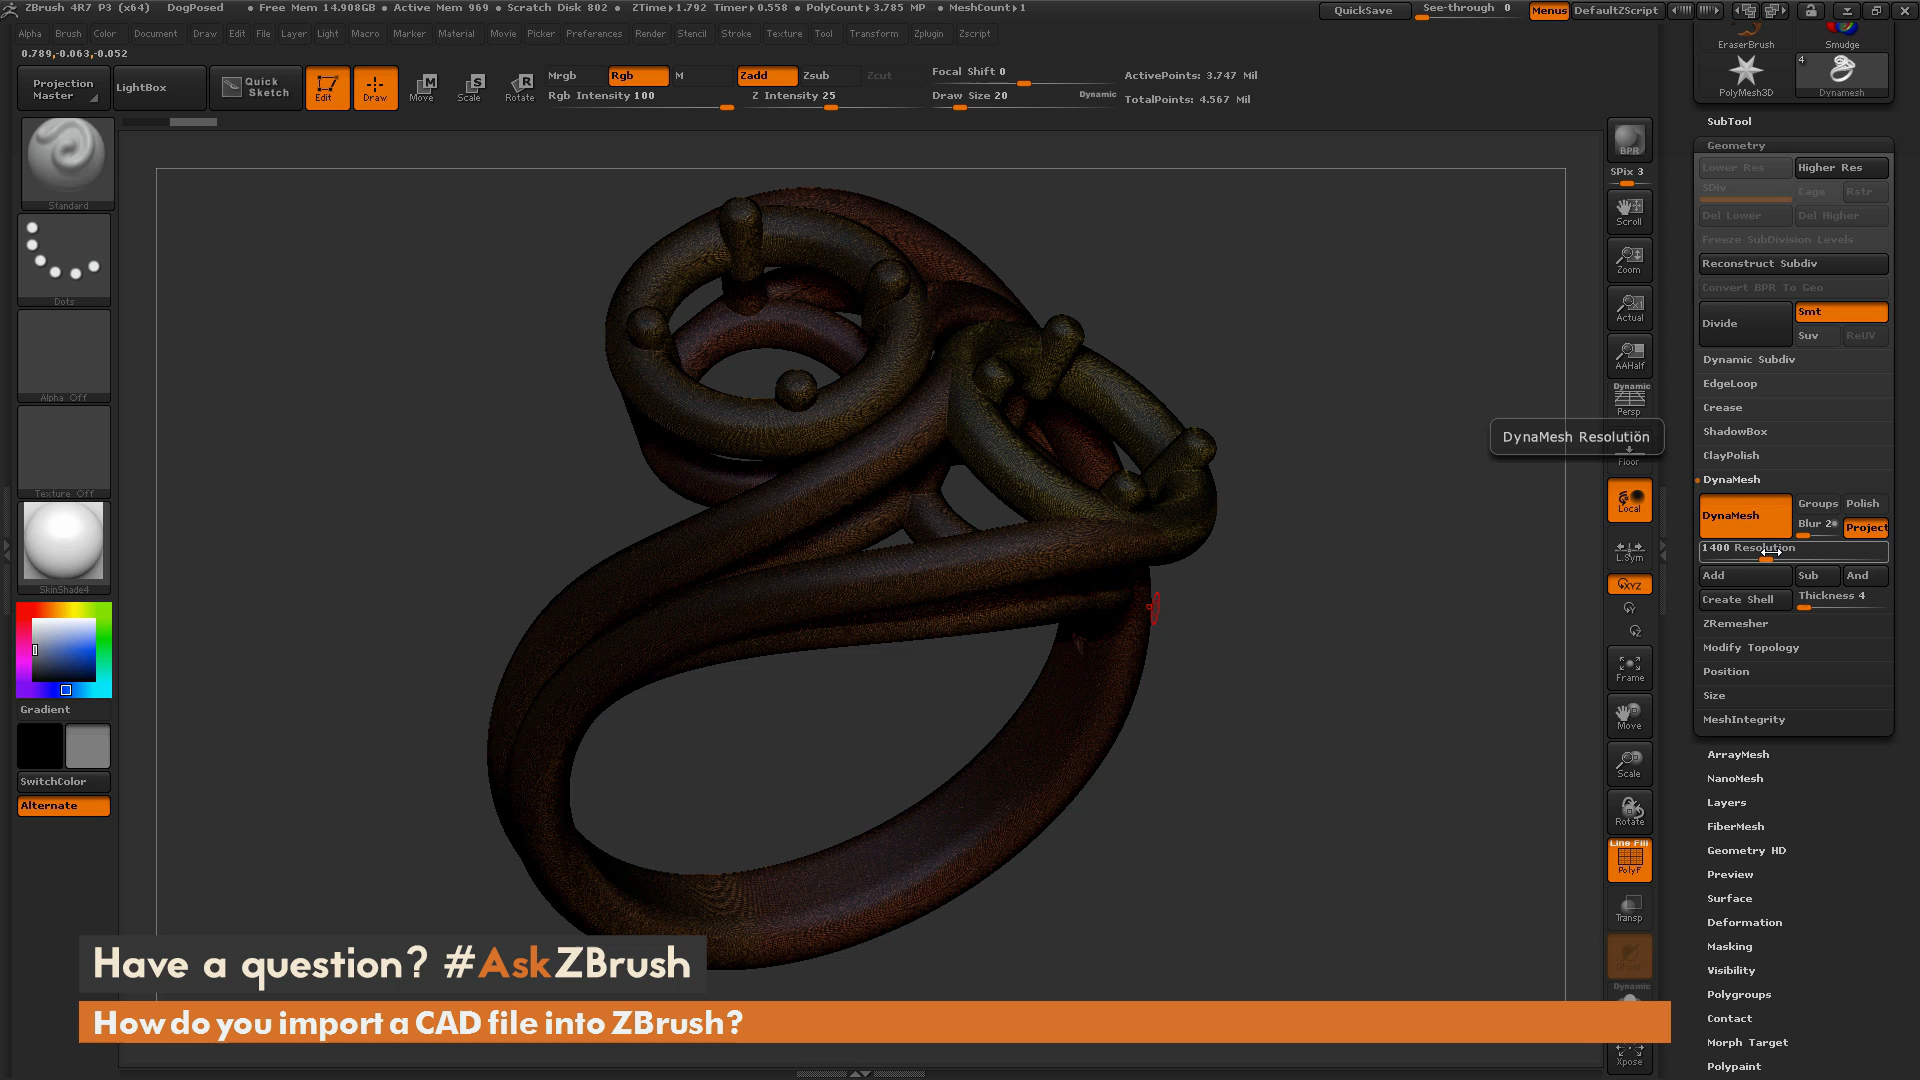 ZBrush 4R7 P3 (x64) DogPosed • Free Mem 14.908GB • Active Mem 969 • Scratch Disk 802 • ZTime▸1.792 Timer▸0.558 • PolyCount▸3.785 MP • MeshCount▸1 QuickSave See-through 0 Menus DefaultZScript
Alpha Brush Color Document Draw Edit File Layer Light Macro Marker Material Movie Picker Preferences Render Stencil Stroke Texture Tool Transform Zplugin Zscript
0.789,-0.063,-0.052
Projection Master
LightBox
Quick Sketch
Edit
Draw
Move
Scale
Rotate
Mrgb Rgb M
Rgb Intensity 100
Zadd Zsub Zcut
Z Intensity 25
Focal Shift 0
Draw Size 20 Dynamic
ActivePoints: 3.747 Mil
TotalPoints: 4.567 Mil
Standard
Dots
Alpha Off
Texture Off
SkinShade4
Gradient
SwitchColor
Alternate
BPR
SPix 3
Scroll
Zoom
Actual
AAHalf
Dynamic
Persp
Floor
Local
L.Sym
XYZ
Y
Z
Frame
Move
Scale
Rotate
Line Fill
PolyF
Transp
Dynamic
Xpose
DynaMesh Resolution
EraserBrush Smudge
4
PolyMesh3D Dynamesh
SubTool
Geometry
Lower Res Higher Res
SDiv Cage Rstr
Del Lower Del Higher
Freeze SubDivision Levels
Reconstruct Subdiv
Convert BPR To Geo
Divide Smt
Suv ReUV
Dynamic Subdiv
EdgeLoop
Crease
ShadowBox
ClayPolish
DynaMesh
DynaMesh Groups Polish
Blur 2 Project
1400 Resolution
Add Sub And
Create Shell Thickness 4
ZRemesher
Modify Topology
Position
Size
MeshIntegrity
ArrayMesh
NanoMesh
Layers
FiberMesh
Geometry HD
Preview
Surface
Deformation
Masking
Visibility
Polygroups
Contact
Morph Target
Polypaint
Have a question? #AskZBrush
How do you import a CAD file into ZBrush?